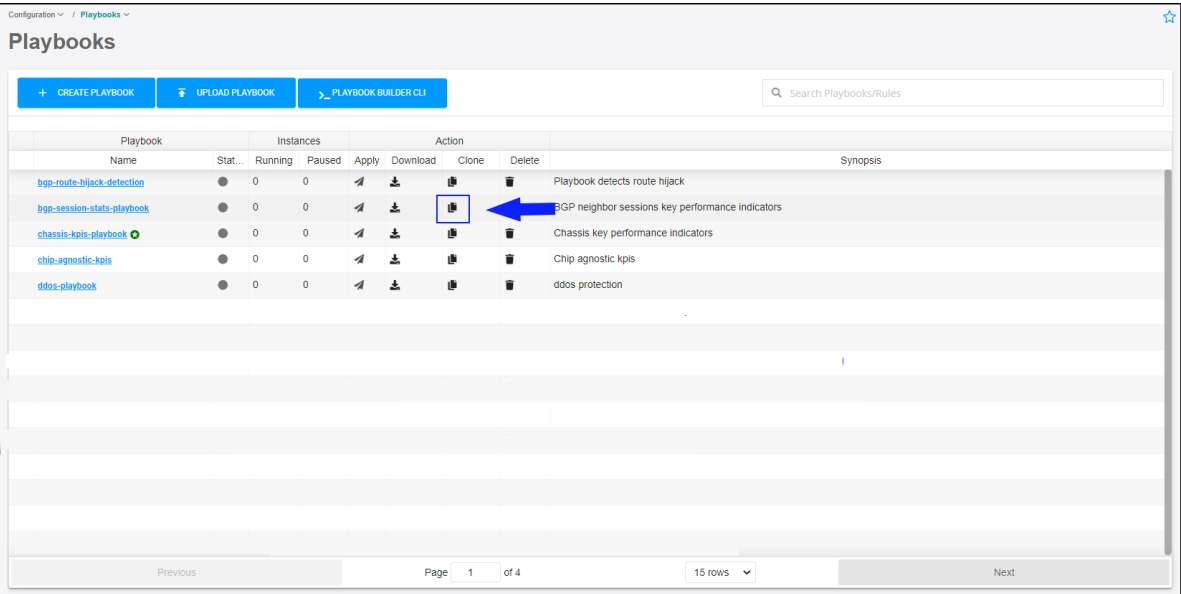 Configuration / Playbooks
Playbooks
CREATE PLAYBOOK UPLOAD PLAYBOOK PLAYBOOK BUILDER CLI Search Playbooks/Rules
Playbook Instances Action
Name Stat... Running Paused Apply Download Clone Delete Synopsis
bgp-route-hijack-detection 0 0 Playbook detects route hijack
bgp-session-stats-playbook 0 0 BGP neighbor sessions key performance indicators
chassis-kpis-playbook 0 0 Chassis key performance indicators
chip-agnostic-kpis 0 0 Chip agnostic kpis
ddos-playbook 0 0 ddos protection
Previous Page 1 of 4 15 rows Next